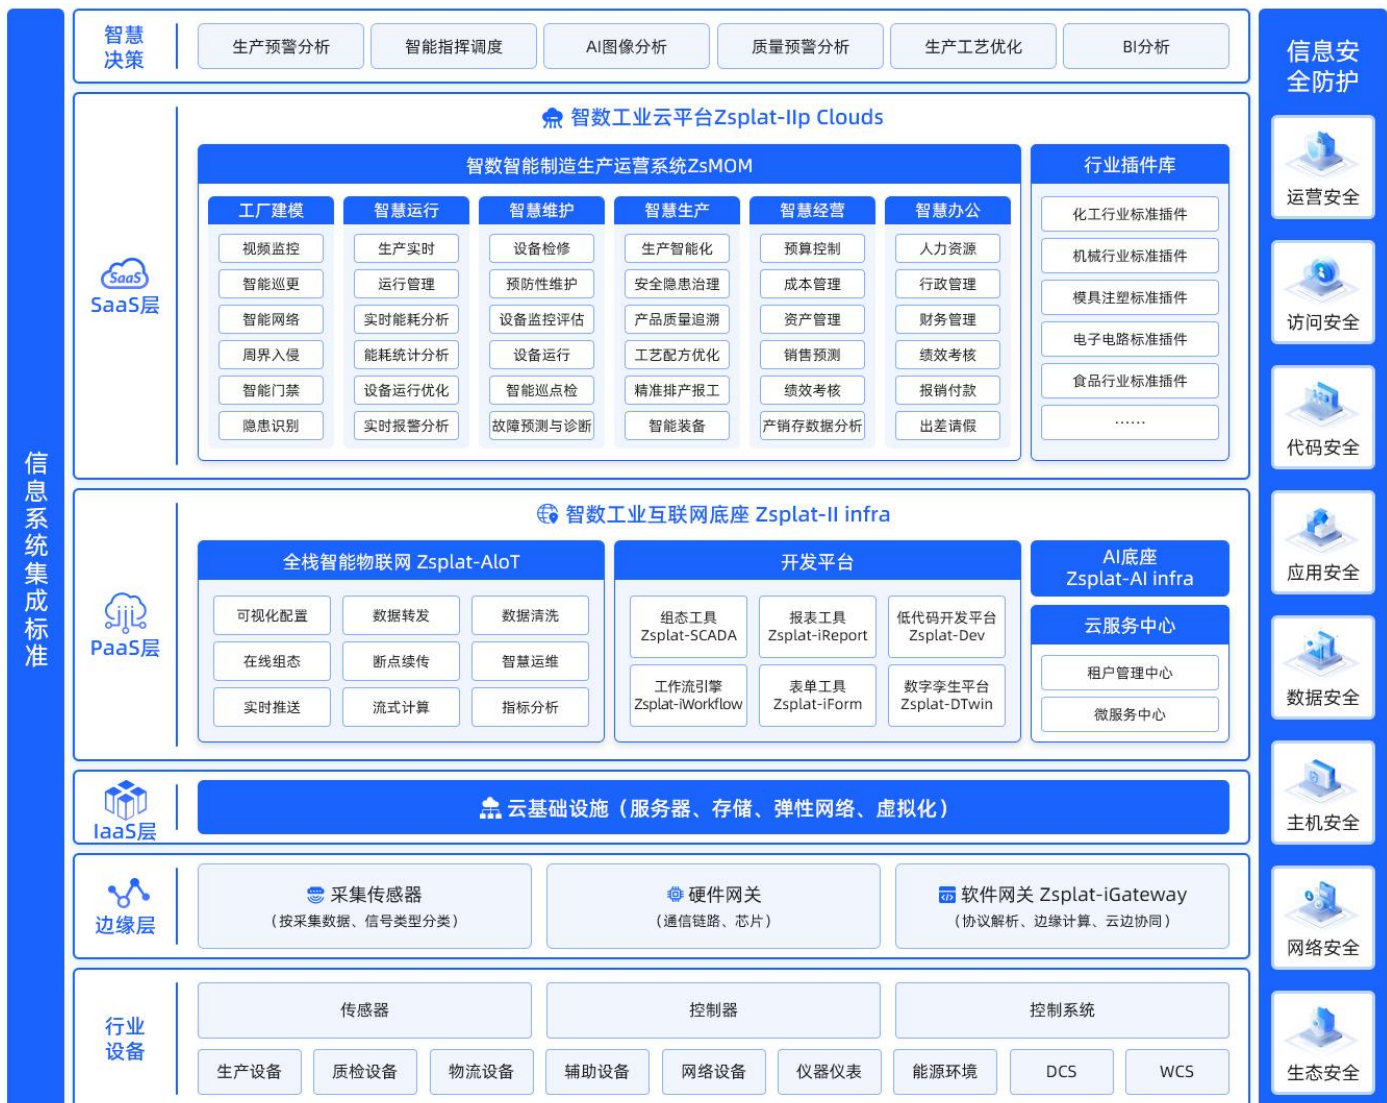 信息系统集成标准
智慧
决策
生产预警分析
智能指挥调度
AI图像分析
质量预警分析
生产工艺优化
BI分析
SaaS
SaaS层
智数工业云平台Zsplat-IIp Clouds
智数智能制造生产运营系统ZsMOM
工厂建模
视频监控
智能巡更
智能网络
周界入侵
智能门禁
隐患识别
智慧运行
生产实时
运行管理
实时能耗分析
能耗统计分析
设备运行优化
实时报警分析
智慧维护
设备检修
预防性维护
设备监控评估
设备运行
智能巡点检
故障预测与诊断
智慧生产
生产智能化
安全隐患治理
产品质量追溯
工艺配方优化
精准排产报工
智能装备
智慧经营
预算控制
成本管理
资产管理
销售预测
绩效考核
产销存数据分析
智慧办公
人力资源
行政管理
财务管理
绩效考核
报销付款
出差请假
行业插件库
化工行业标准插件
机械行业标准插件
模具注塑标准插件
电子电路标准插件
食品行业标准插件
……
PaaS层
智数工业互联网底座 Zsplat-II infra
全栈智能物联网 Zsplat-AloT
可视化配置
数据转发
数据清洗
在线组态
断点续传
智慧运维
实时推送
流式计算
指标分析
开发平台
组态工具
Zsplat-SCADA
报表工具
Zsplat-iReport
低代码开发平台
Zsplat-Dev
工作流引擎
Zsplat-iWorkflow
表单工具
Zsplat-iForm
数字孪生平台
Zsplat-DTwin
AI底座
Zsplat-AI infra
云服务中心
租户管理中心
微服务中心
IaaS层
云基础设施（服务器、存储、弹性网络、虚拟化）
边缘层
采集传感器
（按采集数据、信号类型分类）
硬件网关
（通信链路、芯片）
软件网关 Zsplat-iGateway
（协议解析、边缘计算、云边协同）
行业
设备
传感器
控制器
控制系统
生产设备
质检设备
物流设备
辅助设备
网络设备
仪器仪表
能源环境
DCS
WCS
信息安
全防护
运营安全
访问安全
代码安全
应用安全
数据安全
主机安全
网络安全
生态安全